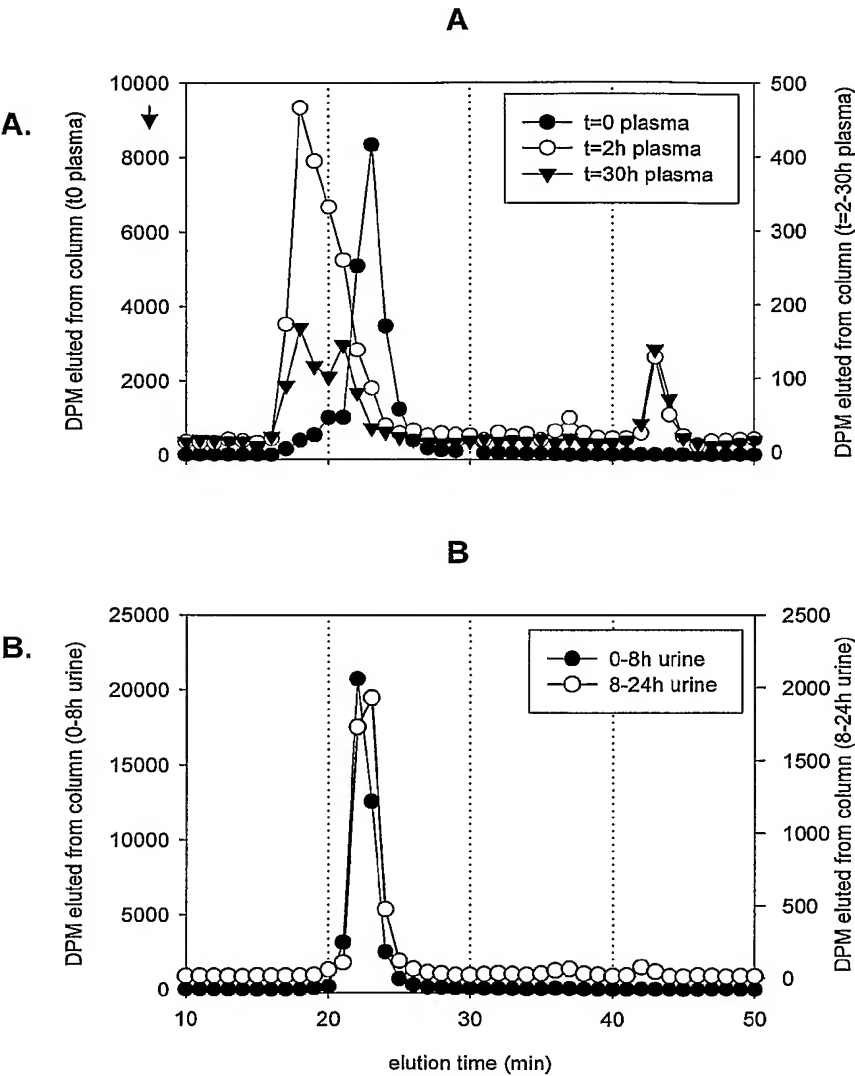 A
A.
DPM eluted from column (t0 plasma)
10000
8000
6000
4000
2000
0
t=0 plasma
t=2h plasma
t=30h plasma
500
400
300
200
100
0
DPM eluted from column (t=2-30h plasma)
B
B.
DPM eluted from column (0-8h urine)
25000
20000
15000
10000
5000
0
0-8h urine
8-24h urine
2500
2000
1500
1000
500
0
DPM eluted from column (8-24h urine)
10 20 30 40 50
elution time (min)